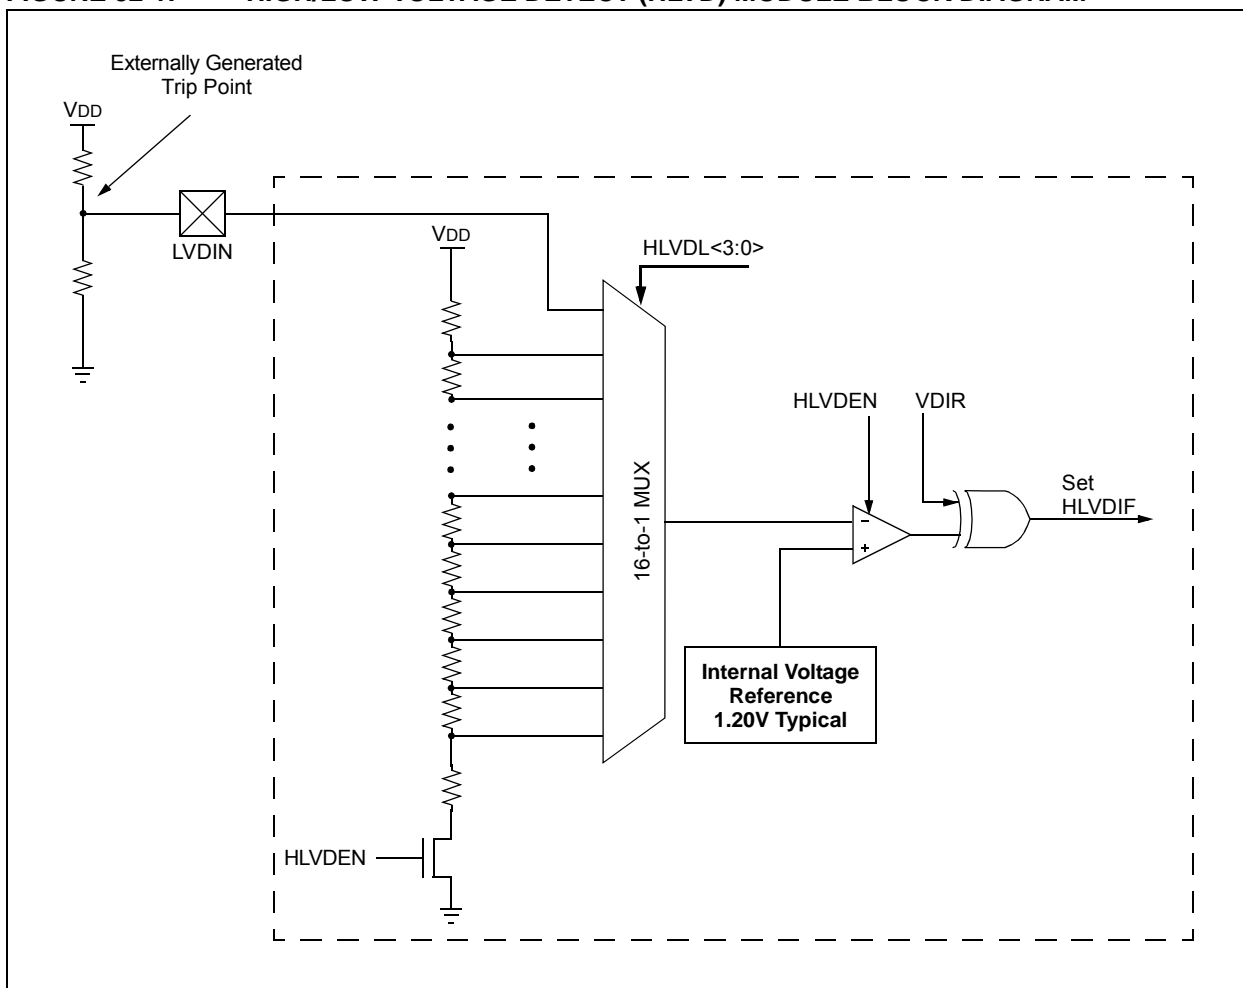 Externally Generated
Trip Point
VDD
LVDIN
VDD
HLVDL<3:0>
16-to-1 MUX
HLVDEN
VDIR
Set
HLVDIF
-
+
Internal Voltage
Reference
1.20V Typical
HLVDEN